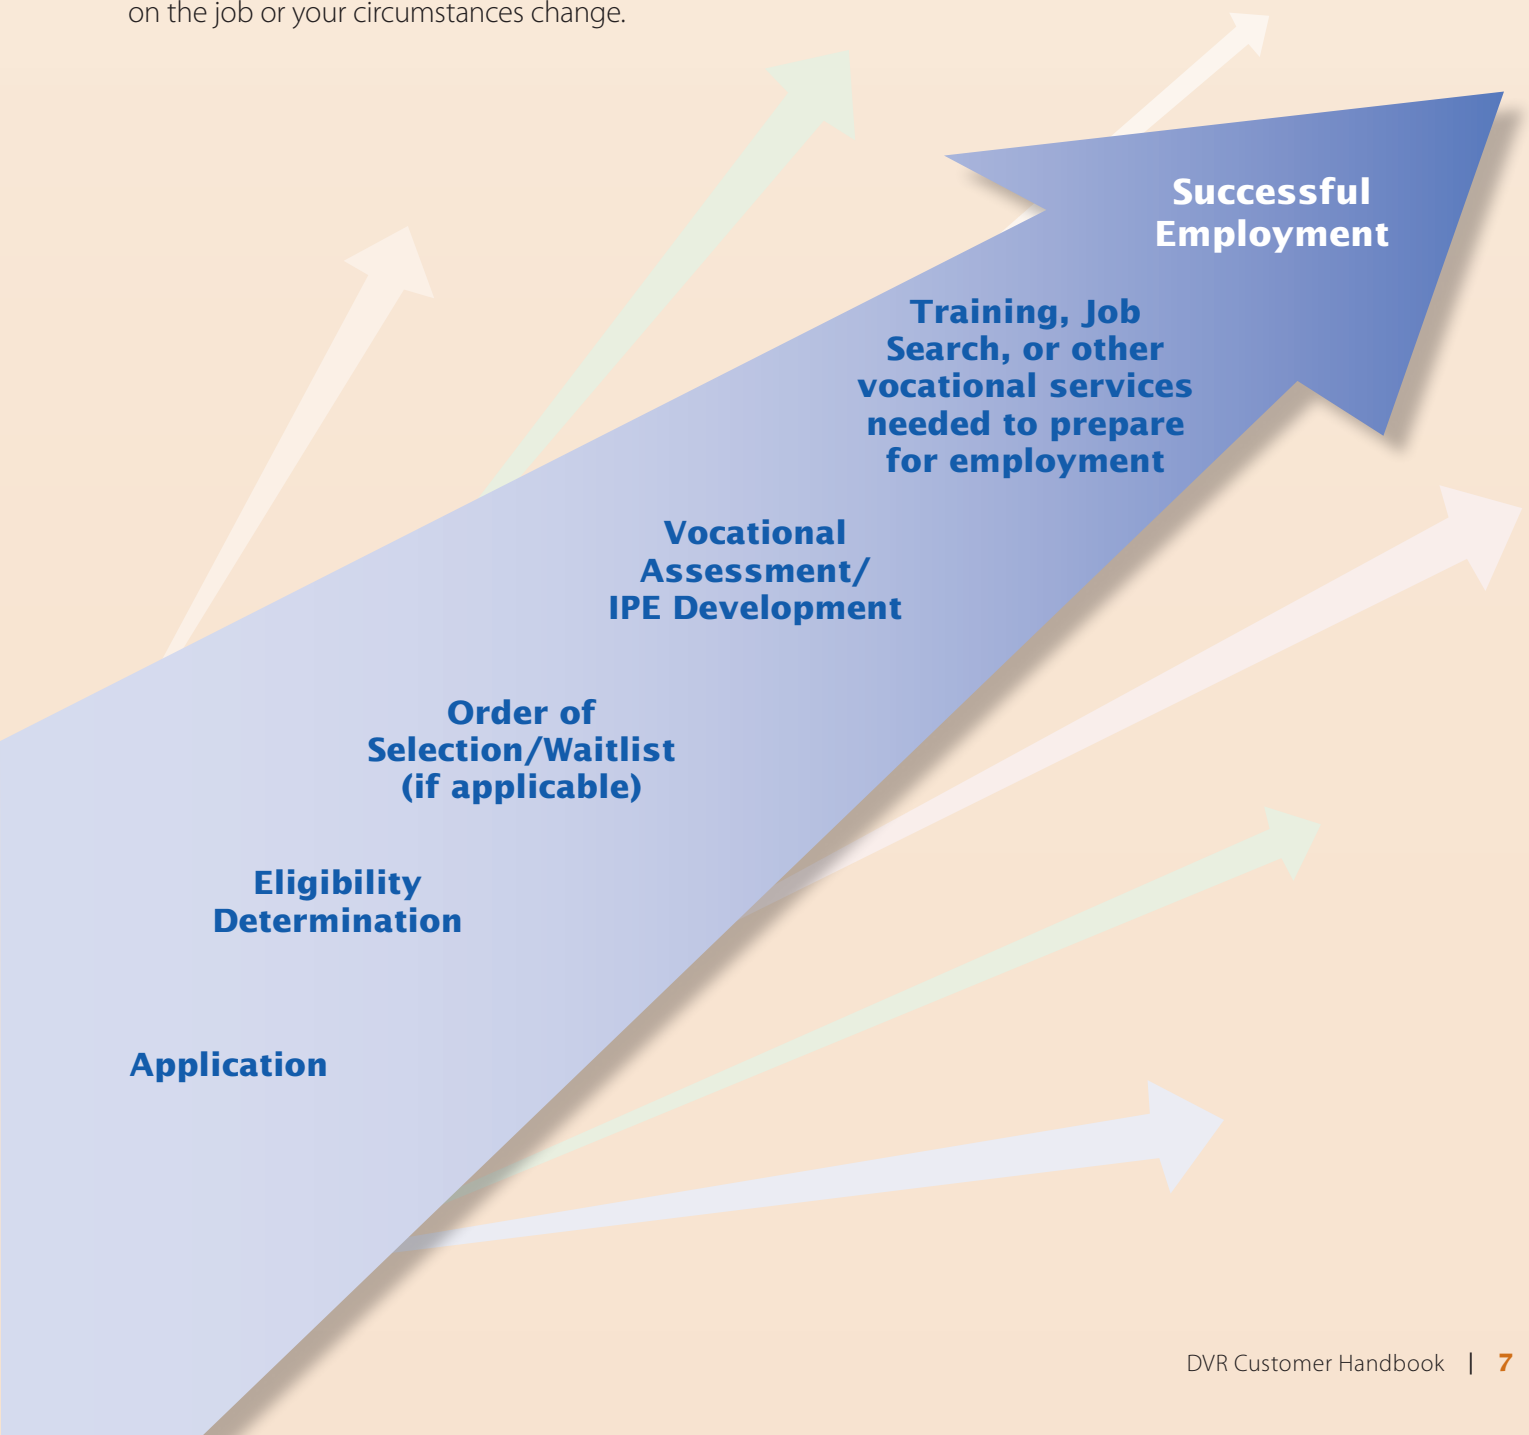 on the job or your circumstances change.
Successful
Employment
Training, Job
Search, or other
vocational services
needed to prepare
for employment
Vocational
Assessment/
IPE Development
Order of
Selection/Waitlist
(if applicable)
Eligibility
Determination
Application
DVR Customer Handbook | 7